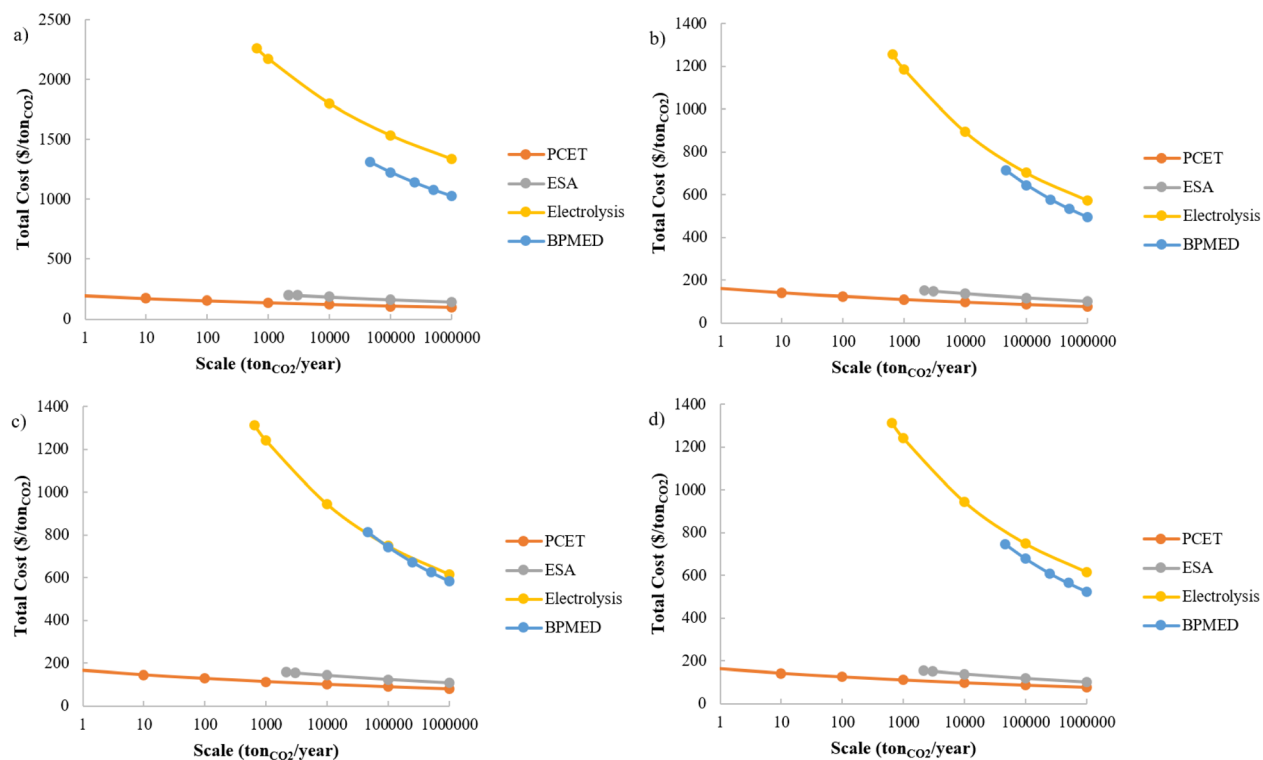 a)
2500
2000
1500
1000
500
0
Total Cost ($/tonCO2)
1 10 100 1000 10000 100000 1000000
Scale (tonCO2/year)
PCET
ESA
Electrolysis
BPMED
b)
1400
1200
1000
800
600
400
200
0
Total Cost ($/tonCO2)
1 10 100 1000 10000 100000 1000000
Scale (tonCO2/year)
PCET
ESA
Electrolysis
BPMED
c)
1400
1200
1000
800
600
400
200
0
Total Cost ($/tonCO2)
1 10 100 1000 10000 100000 1000000
Scale (tonCO2/year)
PCET
ESA
Electrolysis
BPMED
d)
1400
1200
1000
800
600
400
200
0
Total Cost ($/tonCO2)
1 10 100 1000 10000 100000 1000000
Scale (tonCO2/year)
PCET
ESA
Electrolysis
BPMED